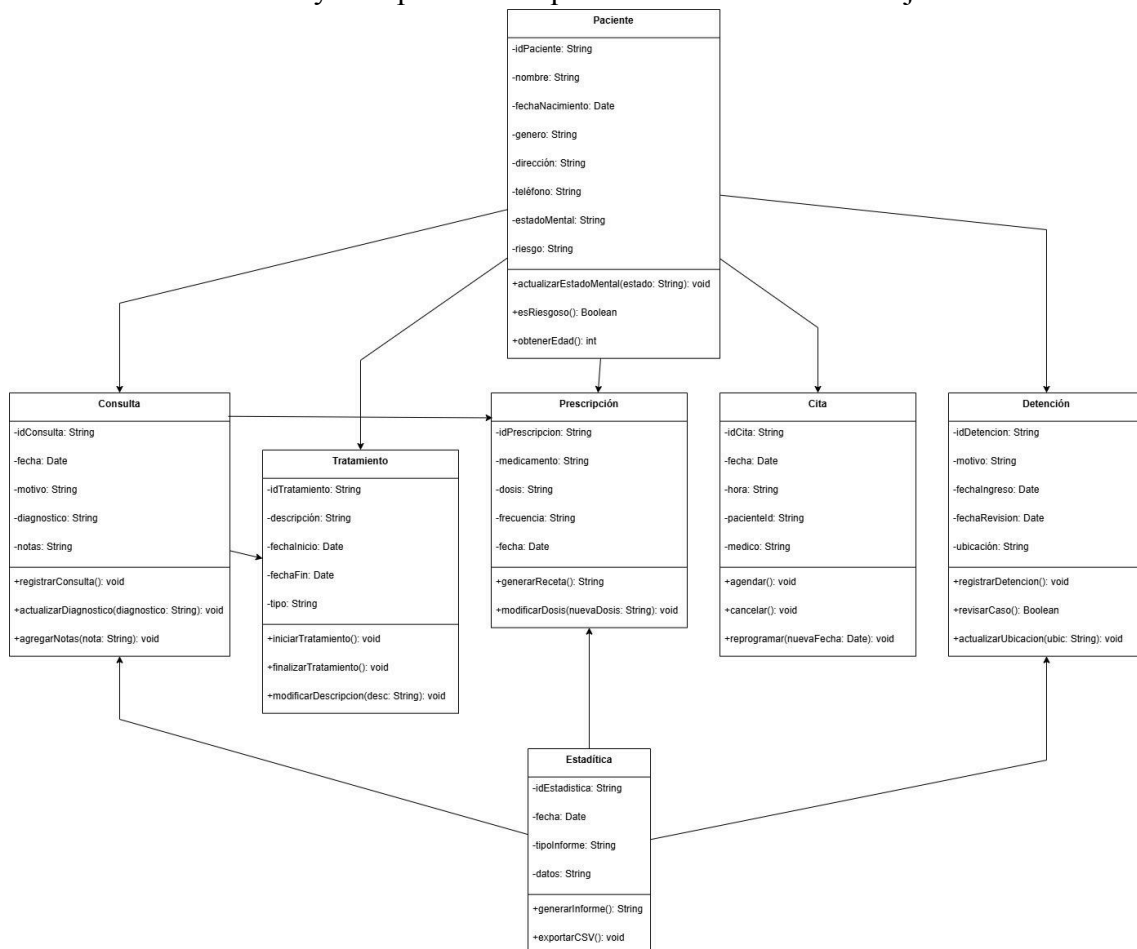 Paciente
-idPaciente: String
-nombre: String
-fechaNacimiento: Date
-genero: String
-dirección: String
-teléfono: String
-estadoMental: String
-riesgo: String
+actualizarEstadoMental(estado: String): void
+esRiesgoso(): Boolean
+obtenerEdad(): int
Consulta
-idConsulta: String
-fecha: Date
-motivo: String
-diagnostico: String
-notas: String
+registrarConsulta(): void
+actualizarDiagnostico(diagnostico: String): void
+agregarNotas(nota: String): void
Tratamiento
-idTratamiento: String
-descripción: String
-fechaInicio: Date
-fechaFin: Date
-tipo: String
+iniciarTratamiento(): void
+finalizarTratamiento(): void
+modificarDescripcion(desc: String): void
Prescripción
-idPrescripcion: String
-medicamento: String
-dosis: String
-frecuencia: String
-fecha: Date
+generarReceta(): String
+modificarDosis(nuevaDosis: String): void
Cita
-idCita: String
-fecha: Date
-hora: String
-pacienteId: String
-medico: String
+agendar(): void
+cancelar(): void
+reprogramar(nuevaFecha: Date): void
Detención
-idDetencion: String
-motivo: String
-fechaIngreso: Date
-fechaRevision: Date
-ubicación: String
+registrarDetencion(): void
+revisarCaso(): Boolean
+actualizarUbicacion(ubic: String): void
Estadítica
-idEstadistica: String
-fecha: Date
-tipoInforme: String
-datos: String
+generarInforme(): String
+exportarCSV(): void